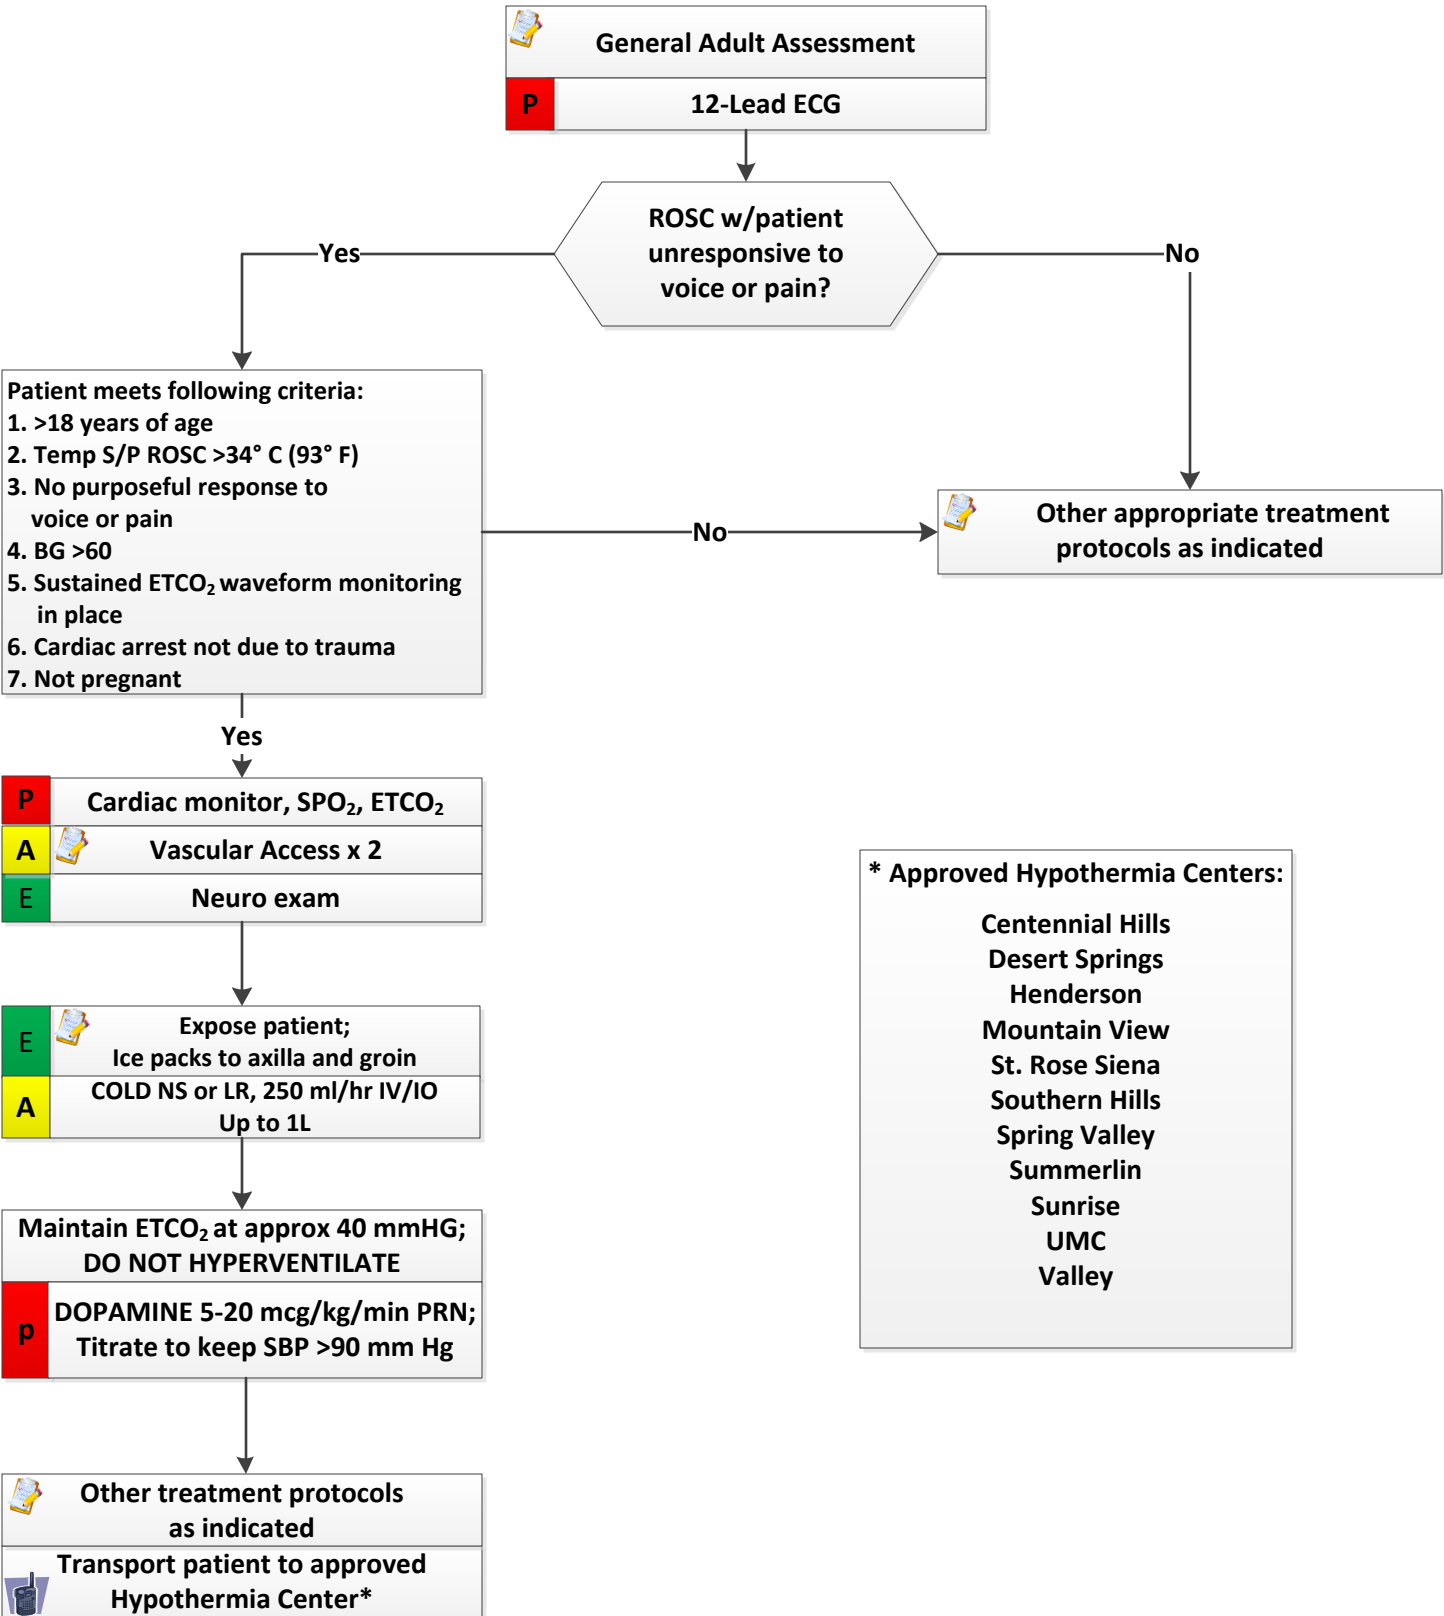 General Adult Assessment
P
12-Lead ECG
ROSC w/patient
unresponsive to
voice or pain?
Yes
No
Patient meets following criteria:
1. >18 years of age
2. Temp S/P ROSC >34° C (93° F)
3. No purposeful response to
voice or pain
4. BG >60
5. Sustained ETCO₂ waveform monitoring
in place
6. Cardiac arrest not due to trauma
7. Not pregnant
No
Other appropriate treatment
protocols as indicated
Yes
P
Cardiac monitor, SPO₂, ETCO₂
A
Vascular Access x 2
E
Neuro exam
E
Expose patient;
Ice packs to axilla and groin
A
COLD NS or LR, 250 ml/hr IV/IO
Up to 1L
Maintain ETCO₂ at approx 40 mmHG;
DO NOT HYPERVENTILATE
p
DOPAMINE 5-20 mcg/kg/min PRN;
Titrate to keep SBP >90 mm Hg
Other treatment protocols
as indicated
Transport patient to approved
Hypothermia Center*
* Approved Hypothermia Centers:
Centennial Hills
Desert Springs
Henderson
Mountain View
St. Rose Siena
Southern Hills
Spring Valley
Summerlin
Sunrise
UMC
Valley